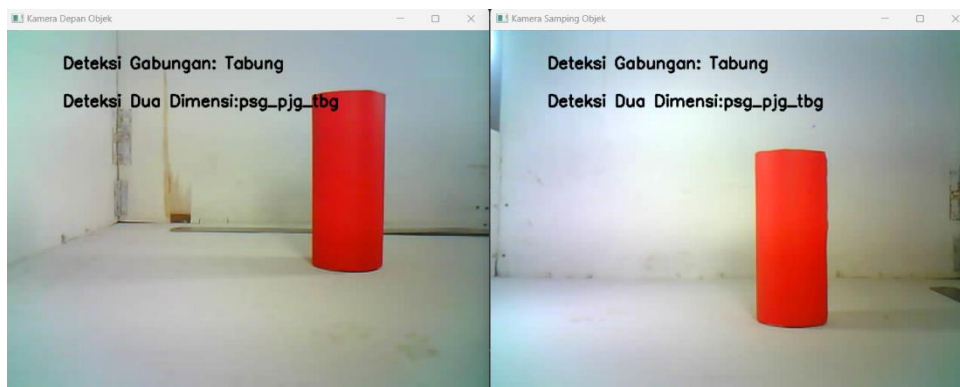 Kamera Depan Objek
Deteksi Gabungan: Tabung
Deteksi Dua Dimensi:psg_pjg_tbg
Kamera Samping Objek
Deteksi Gabungan: Tabung
Deteksi Dua Dimensi:psg_pjg_tbg